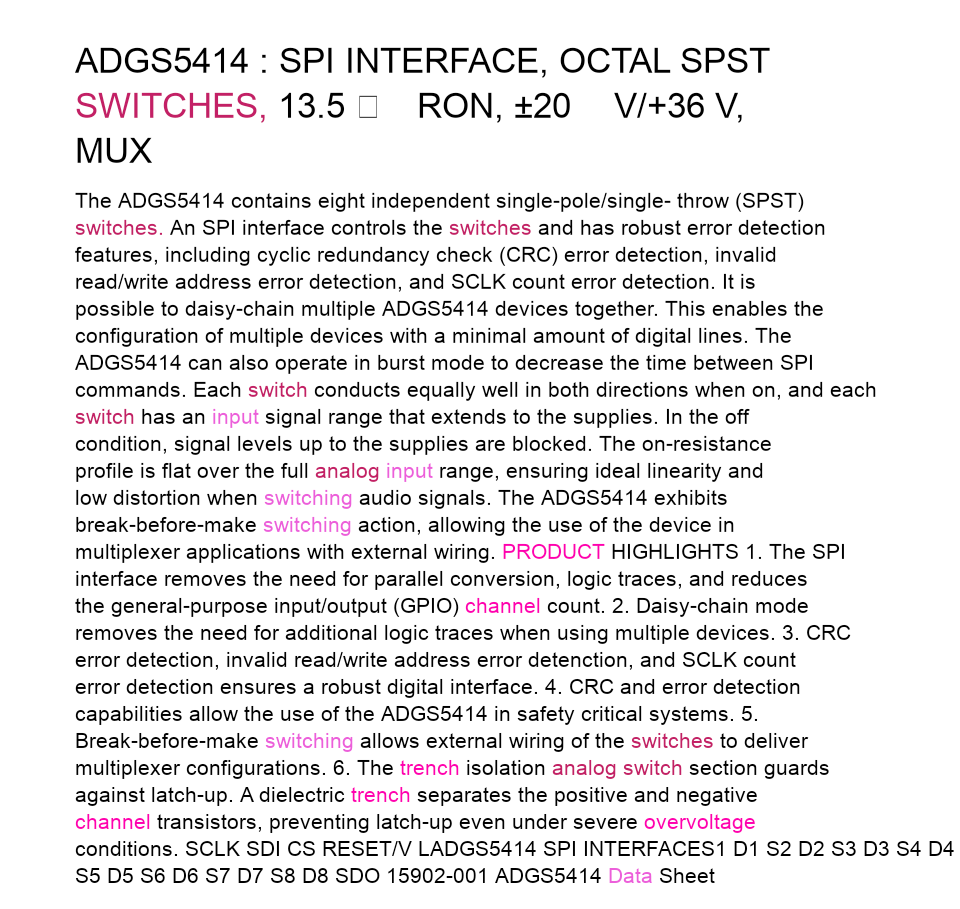 ADGS5414 : SPI INTERFACE, OCTAL SPST
SWITCHES, 13.5 □ RON, ±20 V/+36 V,
MUX
The ADGS5414 contains eight independent single-pole/single- throw (SPST)
switches. An SPI interface controls the switches and has robust error detection
features, including cyclic redundancy check (CRC) error detection, invalid
read/write address error detection, and SCLK count error detection. It is
possible to daisy-chain multiple ADGS5414 devices together. This enables the
configuration of multiple devices with a minimal amount of digital lines. The
ADGS5414 can also operate in burst mode to decrease the time between SPI
commands. Each switch conducts equally well in both directions when on, and each
switch has an input signal range that extends to the supplies. In the off
condition, signal levels up to the supplies are blocked. The on-resistance
profile is flat over the full analog input range, ensuring ideal linearity and
low distortion when switching audio signals. The ADGS5414 exhibits
break-before-make switching action, allowing the use of the device in
multiplexer applications with external wiring. PRODUCT HIGHLIGHTS 1. The SPI
interface removes the need for parallel conversion, logic traces, and reduces
the general-purpose input/output (GPIO) channel count. 2. Daisy-chain mode
removes the need for additional logic traces when using multiple devices. 3. CRC
error detection, invalid read/write address error detenction, and SCLK count
error detection ensures a robust digital interface. 4. CRC and error detection
capabilities allow the use of the ADGS5414 in safety critical systems. 5.
Break-before-make switching allows external wiring of the switches to deliver
multiplexer configurations. 6. The trench isolation analog switch section guards
against latch-up. A dielectric trench separates the positive and negative
channel transistors, preventing latch-up even under severe overvoltage
conditions. SCLK SDI CS RESET/V LADGS5414 SPI INTERFACES1 D1 S2 D2 S3 D3 S4 D4
S5 D5 S6 D6 S7 D7 S8 D8 SDO 15902-001 ADGS5414 Data Sheet